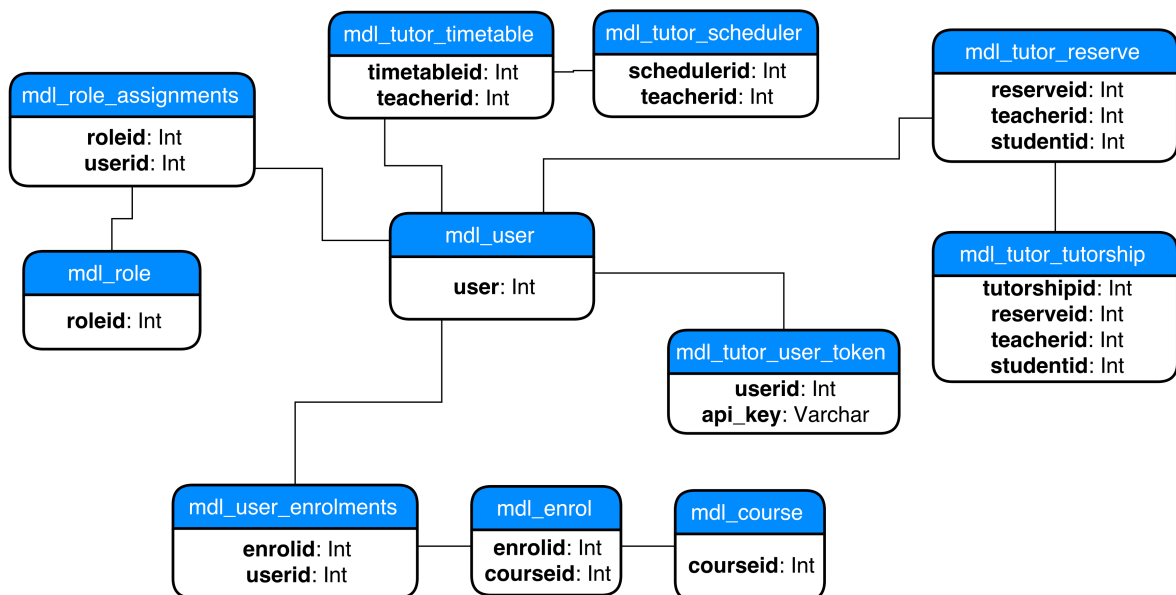 mdl_tutor_timetable
timetableid: Int
teacherid: Int
mdl_tutor_scheduler
schedulerid: Int
teacherid: Int
mdl_tutor_reserve
reserveid: Int
teacherid: Int
studentid: Int
mdl_role_assignments
roleid: Int
userid: Int
mdl_user
user: Int
mdl_role
roleid: Int
mdl_tutor_tutorship
tutorshipid: Int
reserveid: Int
teacherid: Int
studentid: Int
mdl_tutor_user_token
userid: Int
api_key: Varchar
mdl_user_enrolments
enrolid: Int
userid: Int
mdl_enrol
enrolid: Int
courseid: Int
mdl_course
courseid: Int